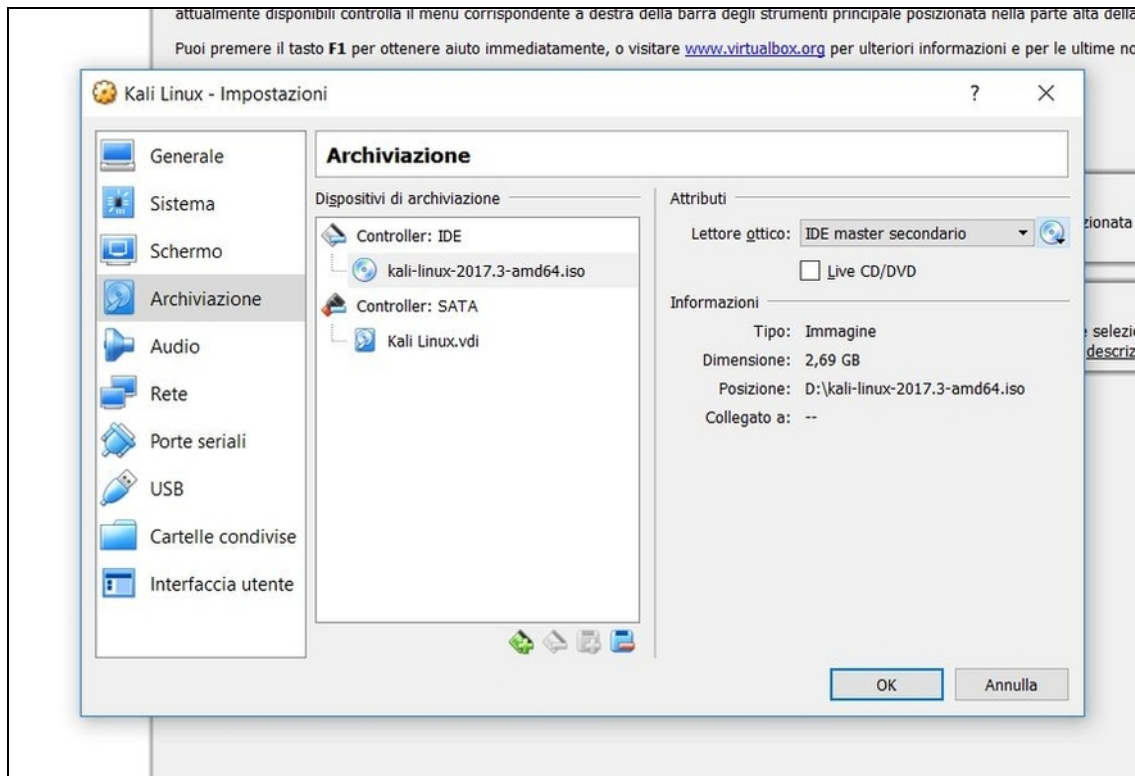 attualmente disponibili controlla il menu corrispondente a destra della barra degli strumenti principale posizionata nella parte alta della
Puoi premere il tasto F1 per ottenere aiuto immediatamente, o visitare www.virtualbox.org per ulteriori informazioni e per le ultime no
Kali Linux - Impostazioni
?
Generale
Sistema
Schermo
Archiviazione
Audio
Rete
Porte seriali
USB
Cartelle condivise
Interfaccia utente
Archiviazione
Dispositivi di archiviazione
Controller: IDE
kali-linux-2017.3-amd64.iso
Controller: SATA
Kali Linux.vdi
Attributi
Lettore ottico: IDE master secondario
Live CD/DVD
Informazioni
Tipo: Immagine
Dimensione: 2,69 GB
Posizione: D:\kali-linux-2017.3-amd64.iso
Collegato a: --
OK Annulla
zionata
selezi
descriz